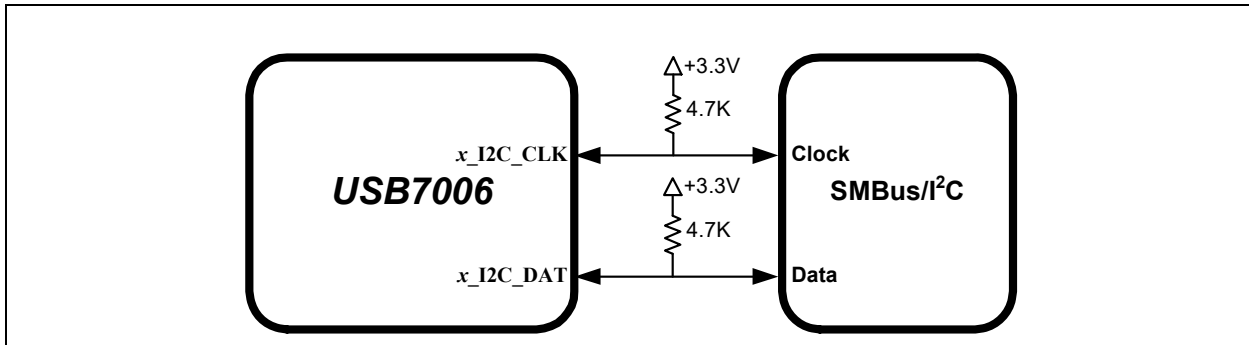 +3.3V
4.7K
x_I2C_CLK
Clock
USB7006
+3.3V
SMBus/I²C
4.7K
x_I2C_DAT
Data